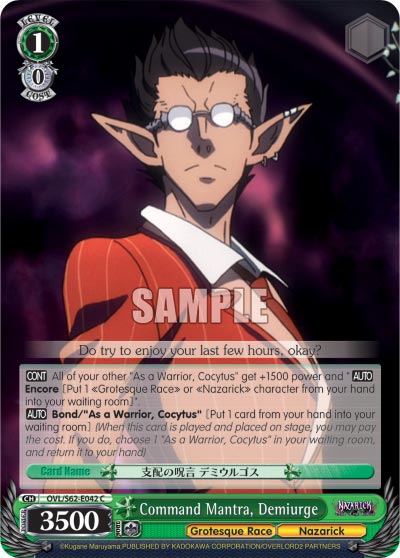 LEVEL
1
0
COST
SAMPLE
Do try to enjoy your last few hours, okay?
CONT All of your other "As a Warrior, Cocytus" get +1500 power and "AUTO
Encore [Put 1 «Grotesque Race» or «Nazarick» character from your hand into
your waiting room]".
AUTO Bond/"As a Warrior, Cocytus" [Put 1 card from your hand into your
waiting room] (When this card is played and placed on stage, you may pay
the cost. If you do, choose 1 "As a Warrior, Cocytus" in your waiting room,
and return it to your hand.)
Card Name
支配の呪言 デミウルゴス
CH OVL/S62-E042 C
3500
POWER
Command Mantra, Demiurge
NAZARICK
Grotesque Race
Nazarick
©Kugane Maruyama,PUBLISHED BY KADOKAWA CORPORATION/OVERLORD2 PARTNERS